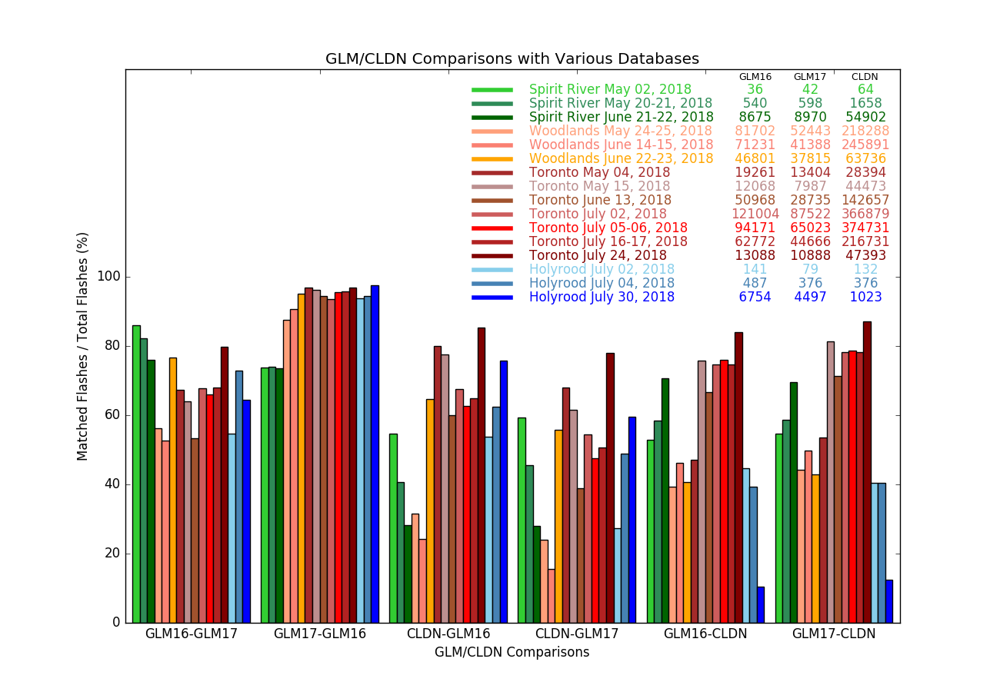 GLM/CLDN Comparisons with Various Databases
GLM16 GLM17 CLDN
Spirit River May 02, 2018 36 42 64
Spirit River May 20-21, 2018 540 598 1658
Spirit River June 21-22, 2018 8675 8970 54902
Woodlands May 24-25, 2018 81702 52443 218288
Woodlands June 14-15, 2018 71231 41388 245891
Woodlands June 22-23, 2018 46801 37815 63736
Toronto May 04, 2018 19261 13404 28394
Toronto May 15, 2018 12068 7987 44473
Toronto June 13, 2018 50968 28735 142657
Toronto July 02, 2018 121004 87522 366879
Toronto July 05-06, 2018 94171 65023 374731
Toronto July 16-17, 2018 62772 44666 216731
Toronto July 24, 2018 13088 10888 47393
Holyrood July 02, 2018 141 79 132
Holyrood July 04, 2018 487 376 376
Holyrood July 30, 2018 6754 4497 1023
Matched Flashes / Total Flashes (%)
100
80
60
40
20
0
GLM16-GLM17 GLM17-GLM16 CLDN-GLM16 CLDN-GLM17 GLM16-CLDN GLM17-CLDN
GLM/CLDN Comparisons